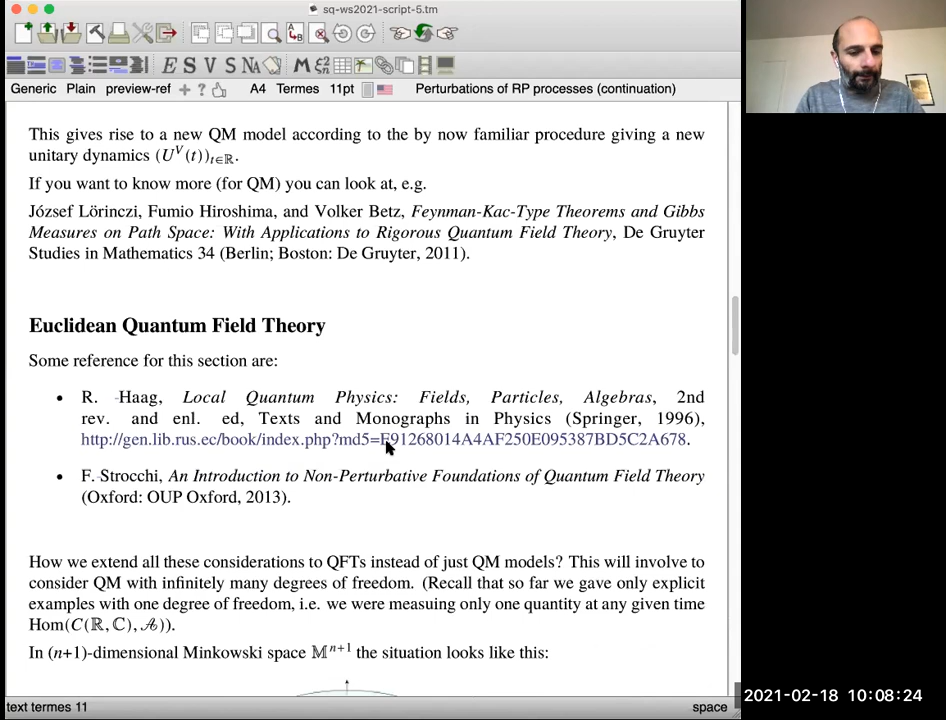 sq-ws2021-script-5.tm
Generic Plain preview-ref + ? A4 Termes 11pt Perturbations of RP processes (continuation)
This gives rise to a new QM model according to the by now familiar procedure giving a new
unitary dynamics (U^V(t))_{t∈ℝ}.
If you want to know more (for QM) you can look at, e.g.
József Lörinczi, Fumio Hiroshima, and Volker Betz, Feynman-Kac-Type Theorems and Gibbs
Measures on Path Space: With Applications to Rigorous Quantum Field Theory, De Gruyter
Studies in Mathematics 34 (Berlin; Boston: De Gruyter, 2011).
Euclidean Quantum Field Theory
Some reference for this section are:
• R. Haag, Local Quantum Physics: Fields, Particles, Algebras, 2nd
rev. and enl. ed, Texts and Monographs in Physics (Springer, 1996),
http://gen.lib.rus.ec/book/index.php?md5=F91268014A4AF250E095387BD5C2A678.
• F. Strocchi, An Introduction to Non-Perturbative Foundations of Quantum Field Theory
(Oxford: OUP Oxford, 2013).
How we extend all these considerations to QFTs instead of just QM models? This will involve to
consider QM with infinitely many degrees of freedom. (Recall that so far we gave only explicit
examples with one degree of freedom, i.e. we were measuring only one quantity at any given time
Hom(C(ℝ, ℂ), 𝒜)).
In (n+1)-dimensional Minkowski space 𝕄^{n+1} the situation looks like this:
text termes 11 space
2021-02-18 10:08:24